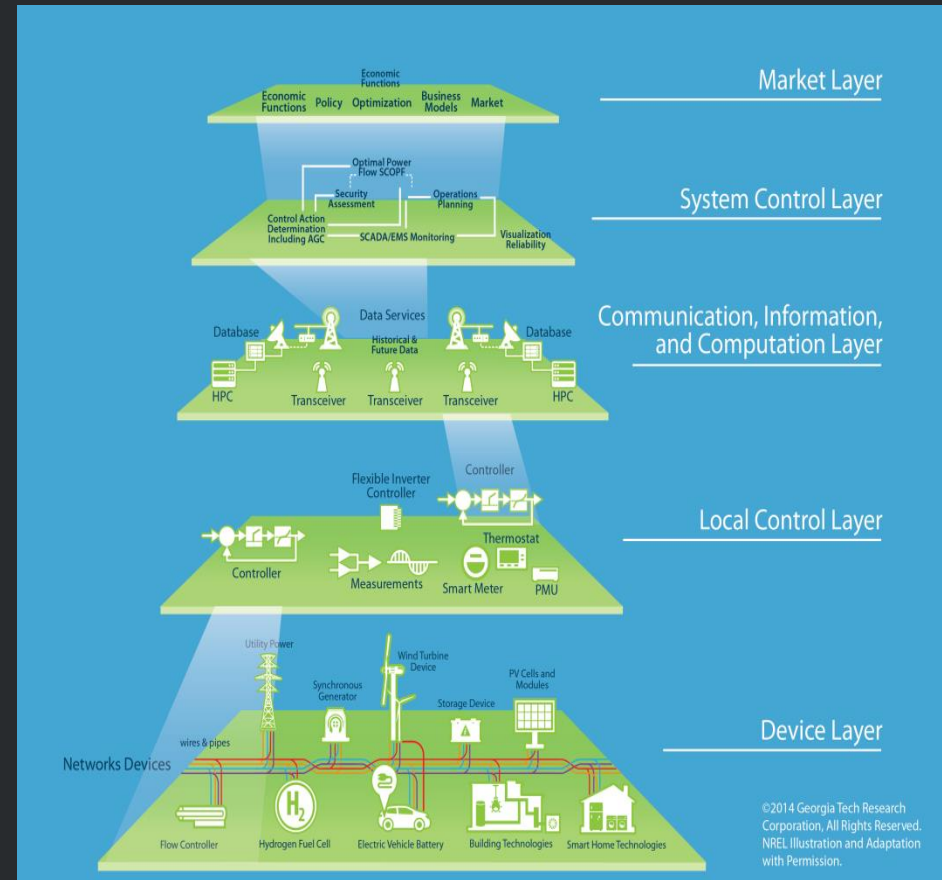 Economic
Functions
Economic
Functions
Policy
Optimization
Business
Models
Market
Market Layer
Optimal Power
Flow SCOPF
Security
Assessment
Operations
Planning
Control Action
Determination
Including AGC
SCADA/EMS Monitoring
Visualization
Reliability
System Control Layer
Data Services
Database
Historical &
Future Data
Database
HPC
Transceiver
Transceiver
Transceiver
HPC
Communication, Information,
and Computation Layer
Flexible Inverter
Controller
Controller
Controller
Measurements
Thermostat
Smart Meter
PMU
Local Control Layer
Utility Power
Synchronous
Generator
Wind Turbine
Device
Storage Device
PV Cells and
Modules
wires & pipes
Networks Devices
H2
Flow Controller
Hydrogen Fuel Cell
Electric Vehicle Battery
Building Technologies
Smart Home Technologies
Device Layer
©2014 Georgia Tech Research
Corporation, All Rights Reserved.
NREL Illustration and Adaptation
with Permission.